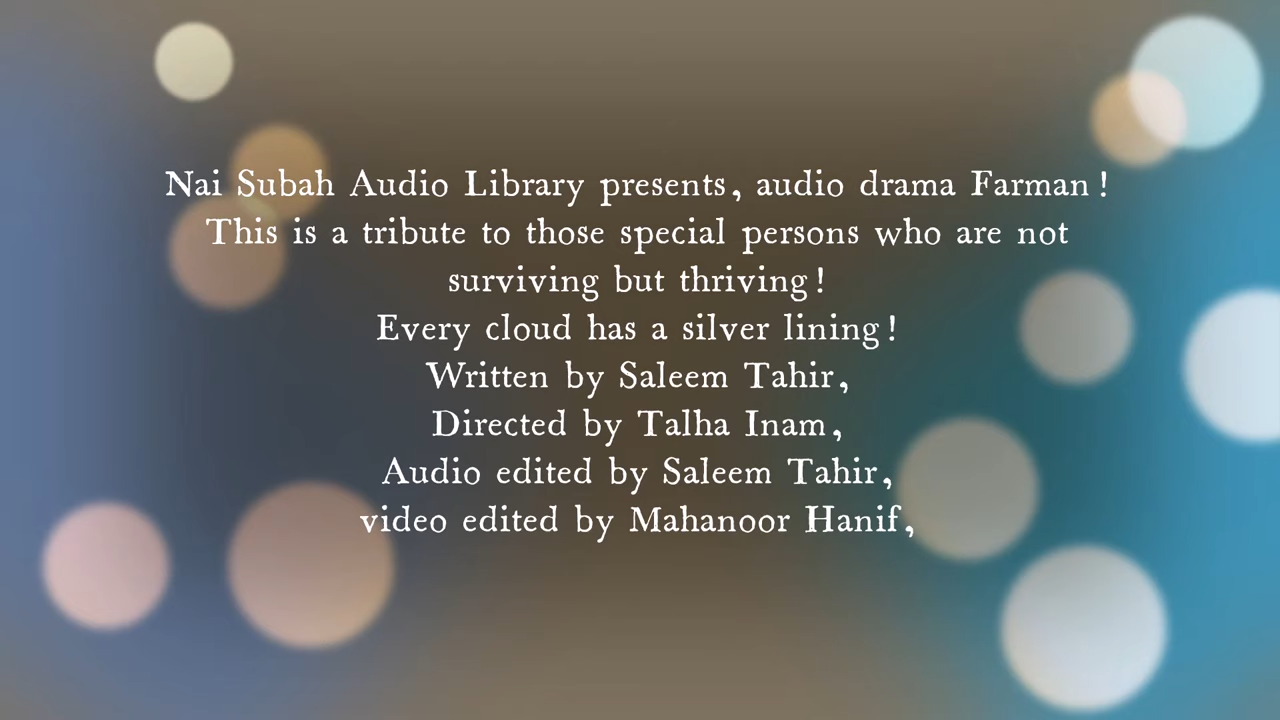 Nai Subah Audio Library presents, audio drama Farman!
This is a tribute to those special persons who are not
surviving but thriving!
Every cloud has a silver lining!
Written by Saleem Tahir,
Directed by Talha Inam,
Audio edited by Saleem Tahir,
video edited by Mahanoor Hanif,